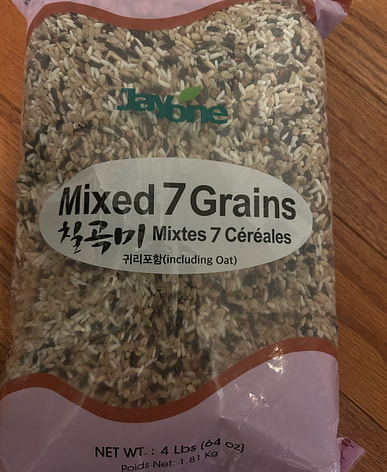 Jayone
Mixed 7 Grains
칠곡미 Mixtes 7 Céréales
귀리포함(including Oat)
NET WT. : 4 Lbs (64 oz)
Poids Net: 1.81 Kg